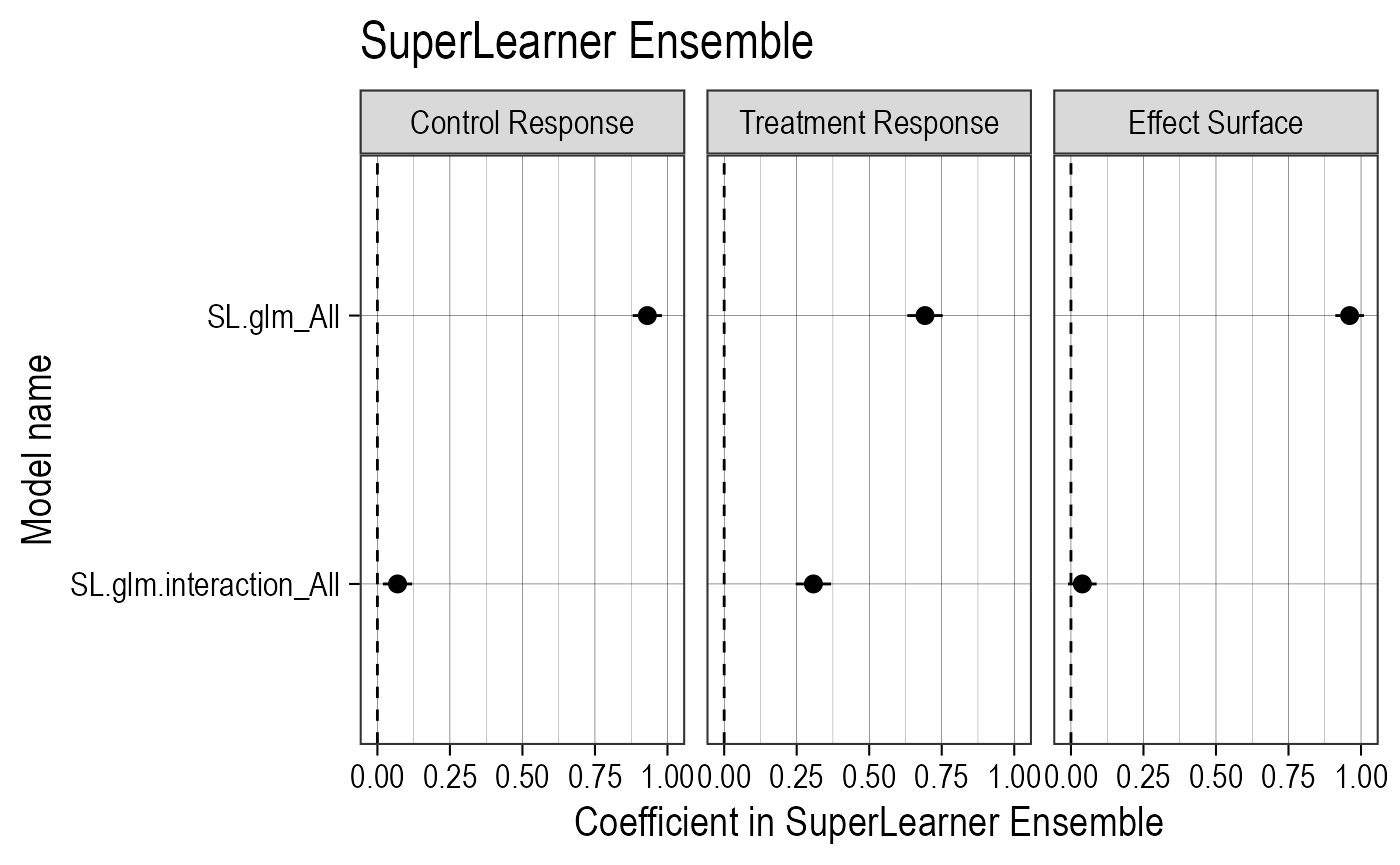 SuperLearner Ensemble
Control Response
Treatment Response
Effect Surface
Model name
SL.glm_All
SL.glm.interaction_All
0.00 0.25 0.50 0.75 1.00 0.00 0.25 0.50 0.75 1.00 0.00 0.25 0.50 0.75 1.00
Coefficient in SuperLearner Ensemble